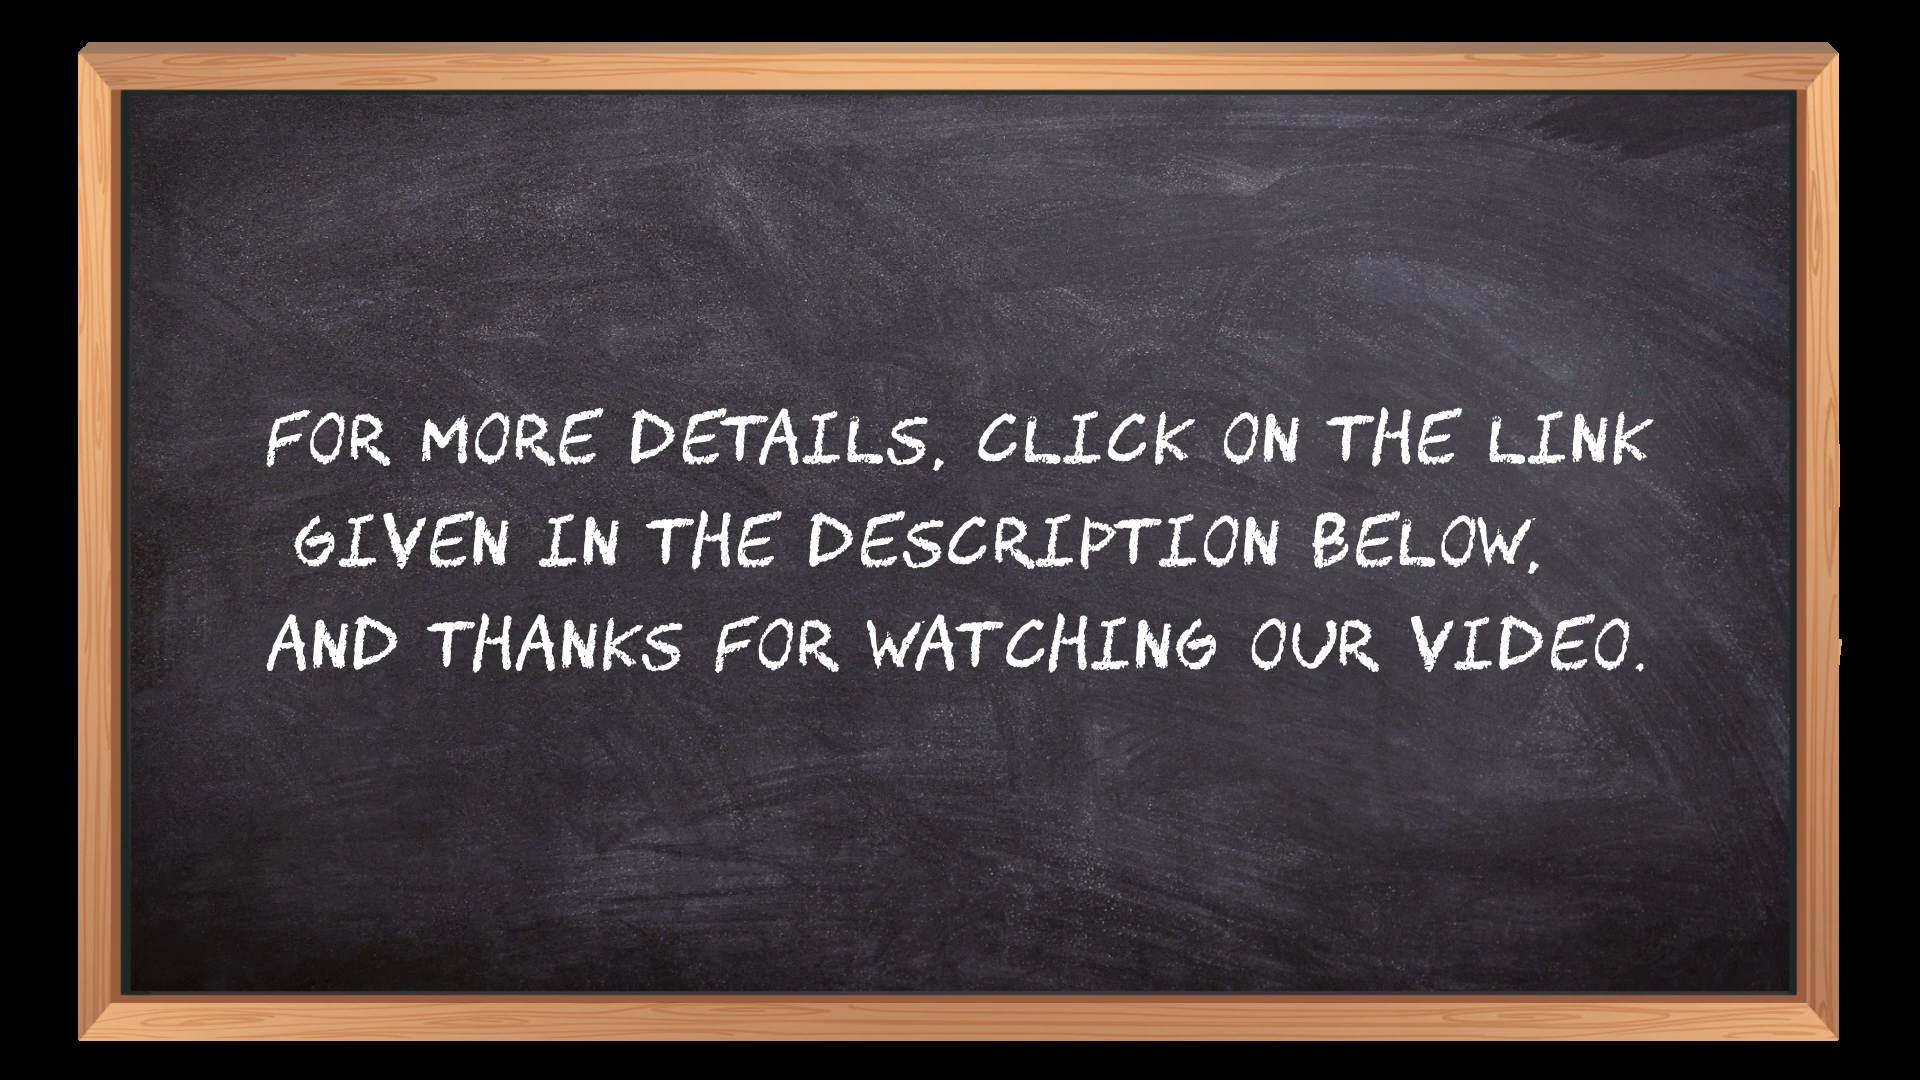 FOR MORE DETAILS, CLICK ON THE LINK
GIVEN IN THE DESCRIPTION BELOW,
AND THANKS FOR WATCHING OUR VIDEO.